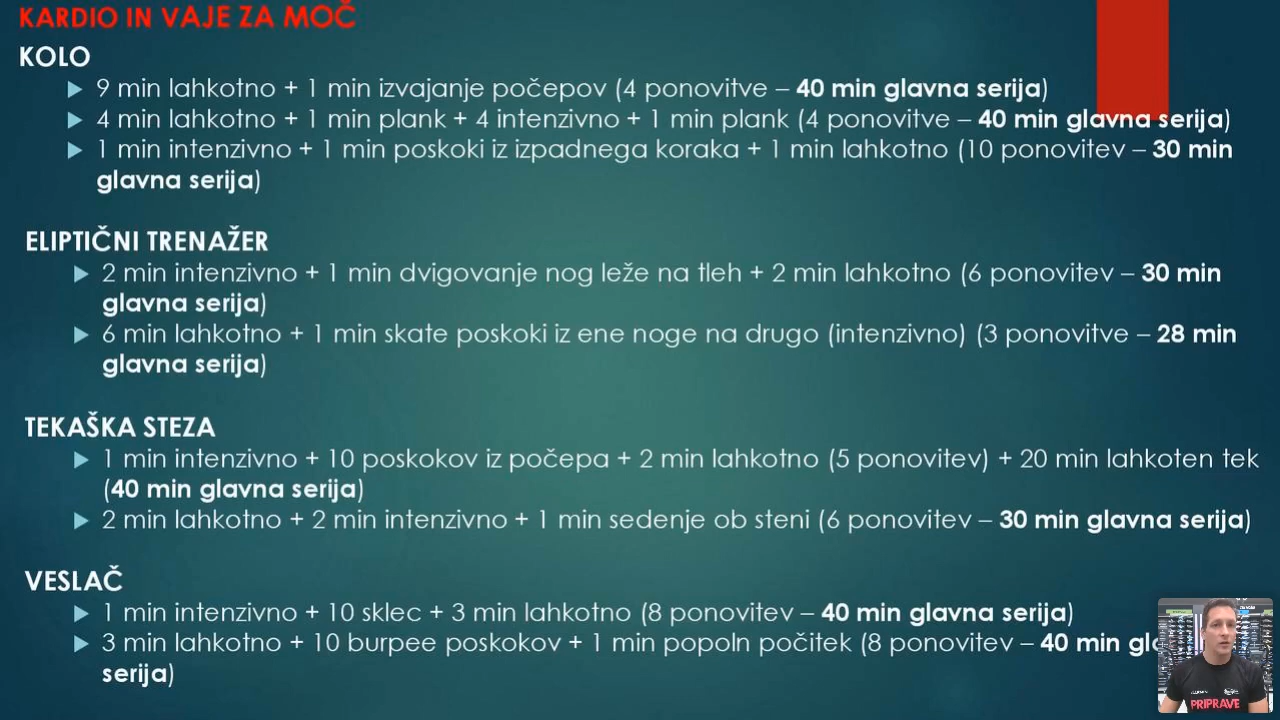 KARDIO IN VAJE ZA MOČ
KOLO
9 min lahkotno + 1 min izvajanje počepov (4 ponovitve – 40 min glavna serija)
4 min lahkotno + 1 min plank + 4 intenzivno + 1 min plank (4 ponovitve – 40 min glavna serija)
1 min intenzivno + 1 min poskoki iz izpadnega koraka + 1 min lahkotno (10 ponovitev – 30 min
glavna serija)
ELIPTIČNI TRENAŽER
2 min intenzivno + 1 min dvigovanje nog leže na tleh + 2 min lahkotno (6 ponovitev – 30 min
glavna serija)
6 min lahkotno + 1 min skate poskoki iz ene noge na drugo (intenzivno) (3 ponovitve – 28 min
glavna serija)
TEKAŠKA STEZA
1 min intenzivno + 10 poskokov iz počepa + 2 min lahkotno (5 ponovitev) + 20 min lahkoten tek
(40 min glavna serija)
2 min lahkotno + 2 min intenzivno + 1 min sedenje ob steni (6 ponovitev – 30 min glavna serija)
VESLAČ
1 min intenzivno + 10 sklec + 3 min lahkotno (8 ponovitev – 40 min glavna serija)
3 min lahkotno + 10 burpee poskokov + 1 min popoln počitek (8 ponovitev – 40 min
serija)
PRIPRAVE